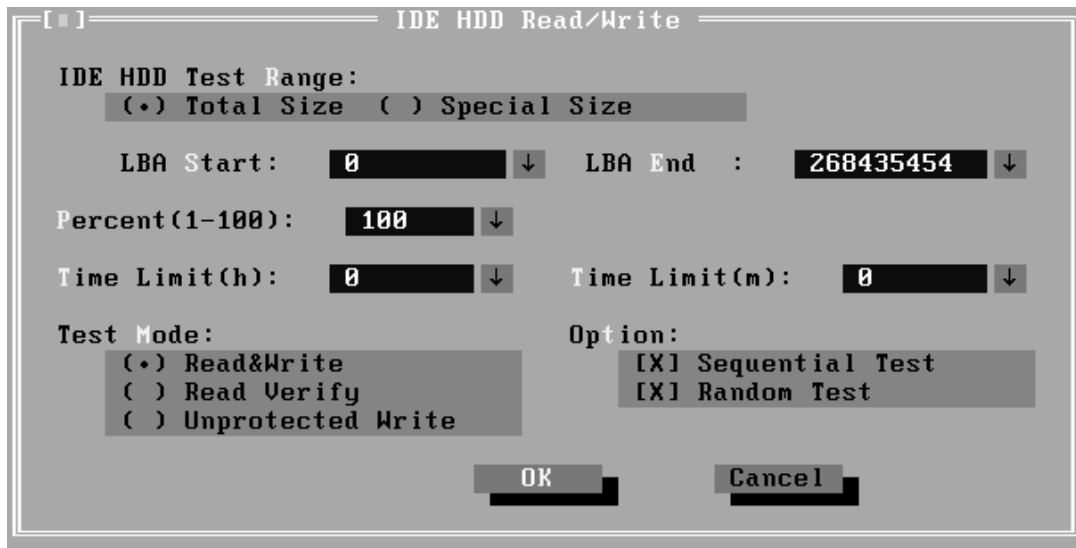 [■] IDE HDD Read/Write
IDE HDD Test Range:
(•) Total Size ( ) Special Size
LBA Start: 0 ↓ LBA End : 268435454 ↓
Percent(1-100): 100 ↓
Time Limit(h): 0 ↓ Time Limit(m): 0 ↓
Test Mode: Option:
(•) Read&Write [X] Sequential Test
( ) Read Verify [X] Random Test
( ) Unprotected Write
OK Cancel